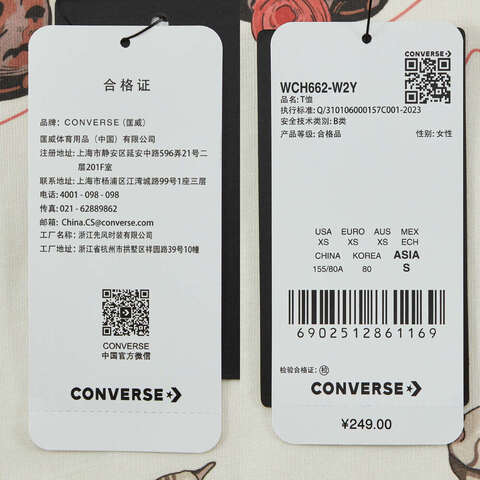 合格证
品牌：CONVERSE (匡威)
匡威体育用品（中国）有限公司
注册地址：上海市静安区延安中路596弄21号二
层201F室
联系地址：上海市杨浦区江湾城路99号1座三层
电话：4001 - 098 - 098
传真：021 - 62889862
邮箱：China.CS@converse.com
工厂名称：浙江先风时装有限公司
工厂地址：浙江省杭州市拱墅区祥园路39号10幢
CONVERSE
中国官方微信
CONVERSE
CONVERSE
WCH662-W2Y
品名：T恤
执行标准：Q/310106000157C001-2023
安全技术类别：B类
产品等级：合格品 性别：女性
USA EURO AUS MEX
XS XS XS ECH
CHINA KOREA ASIA
155/80A 80 S
6902512861169
检验合格证：检
CONVERSE
¥249.00